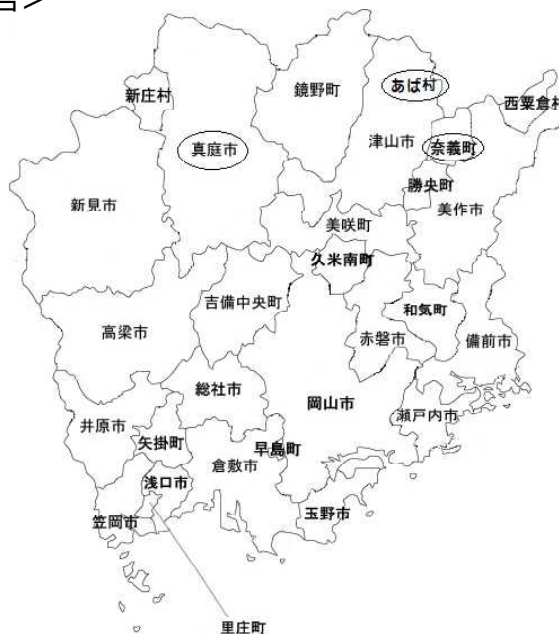 鏡野町
あば村
西粟倉村
新庄村
津山市
奈義町
真庭市
勝央町
新見市
美作市
美咲町
久米南町
吉備中央町
和気町
高梁市
赤磐市
備前市
総社市
岡山市
瀬戸内市
井原市
矢掛町
早島町
倉敷市
浅口市
笠岡市
玉野市
里庄町